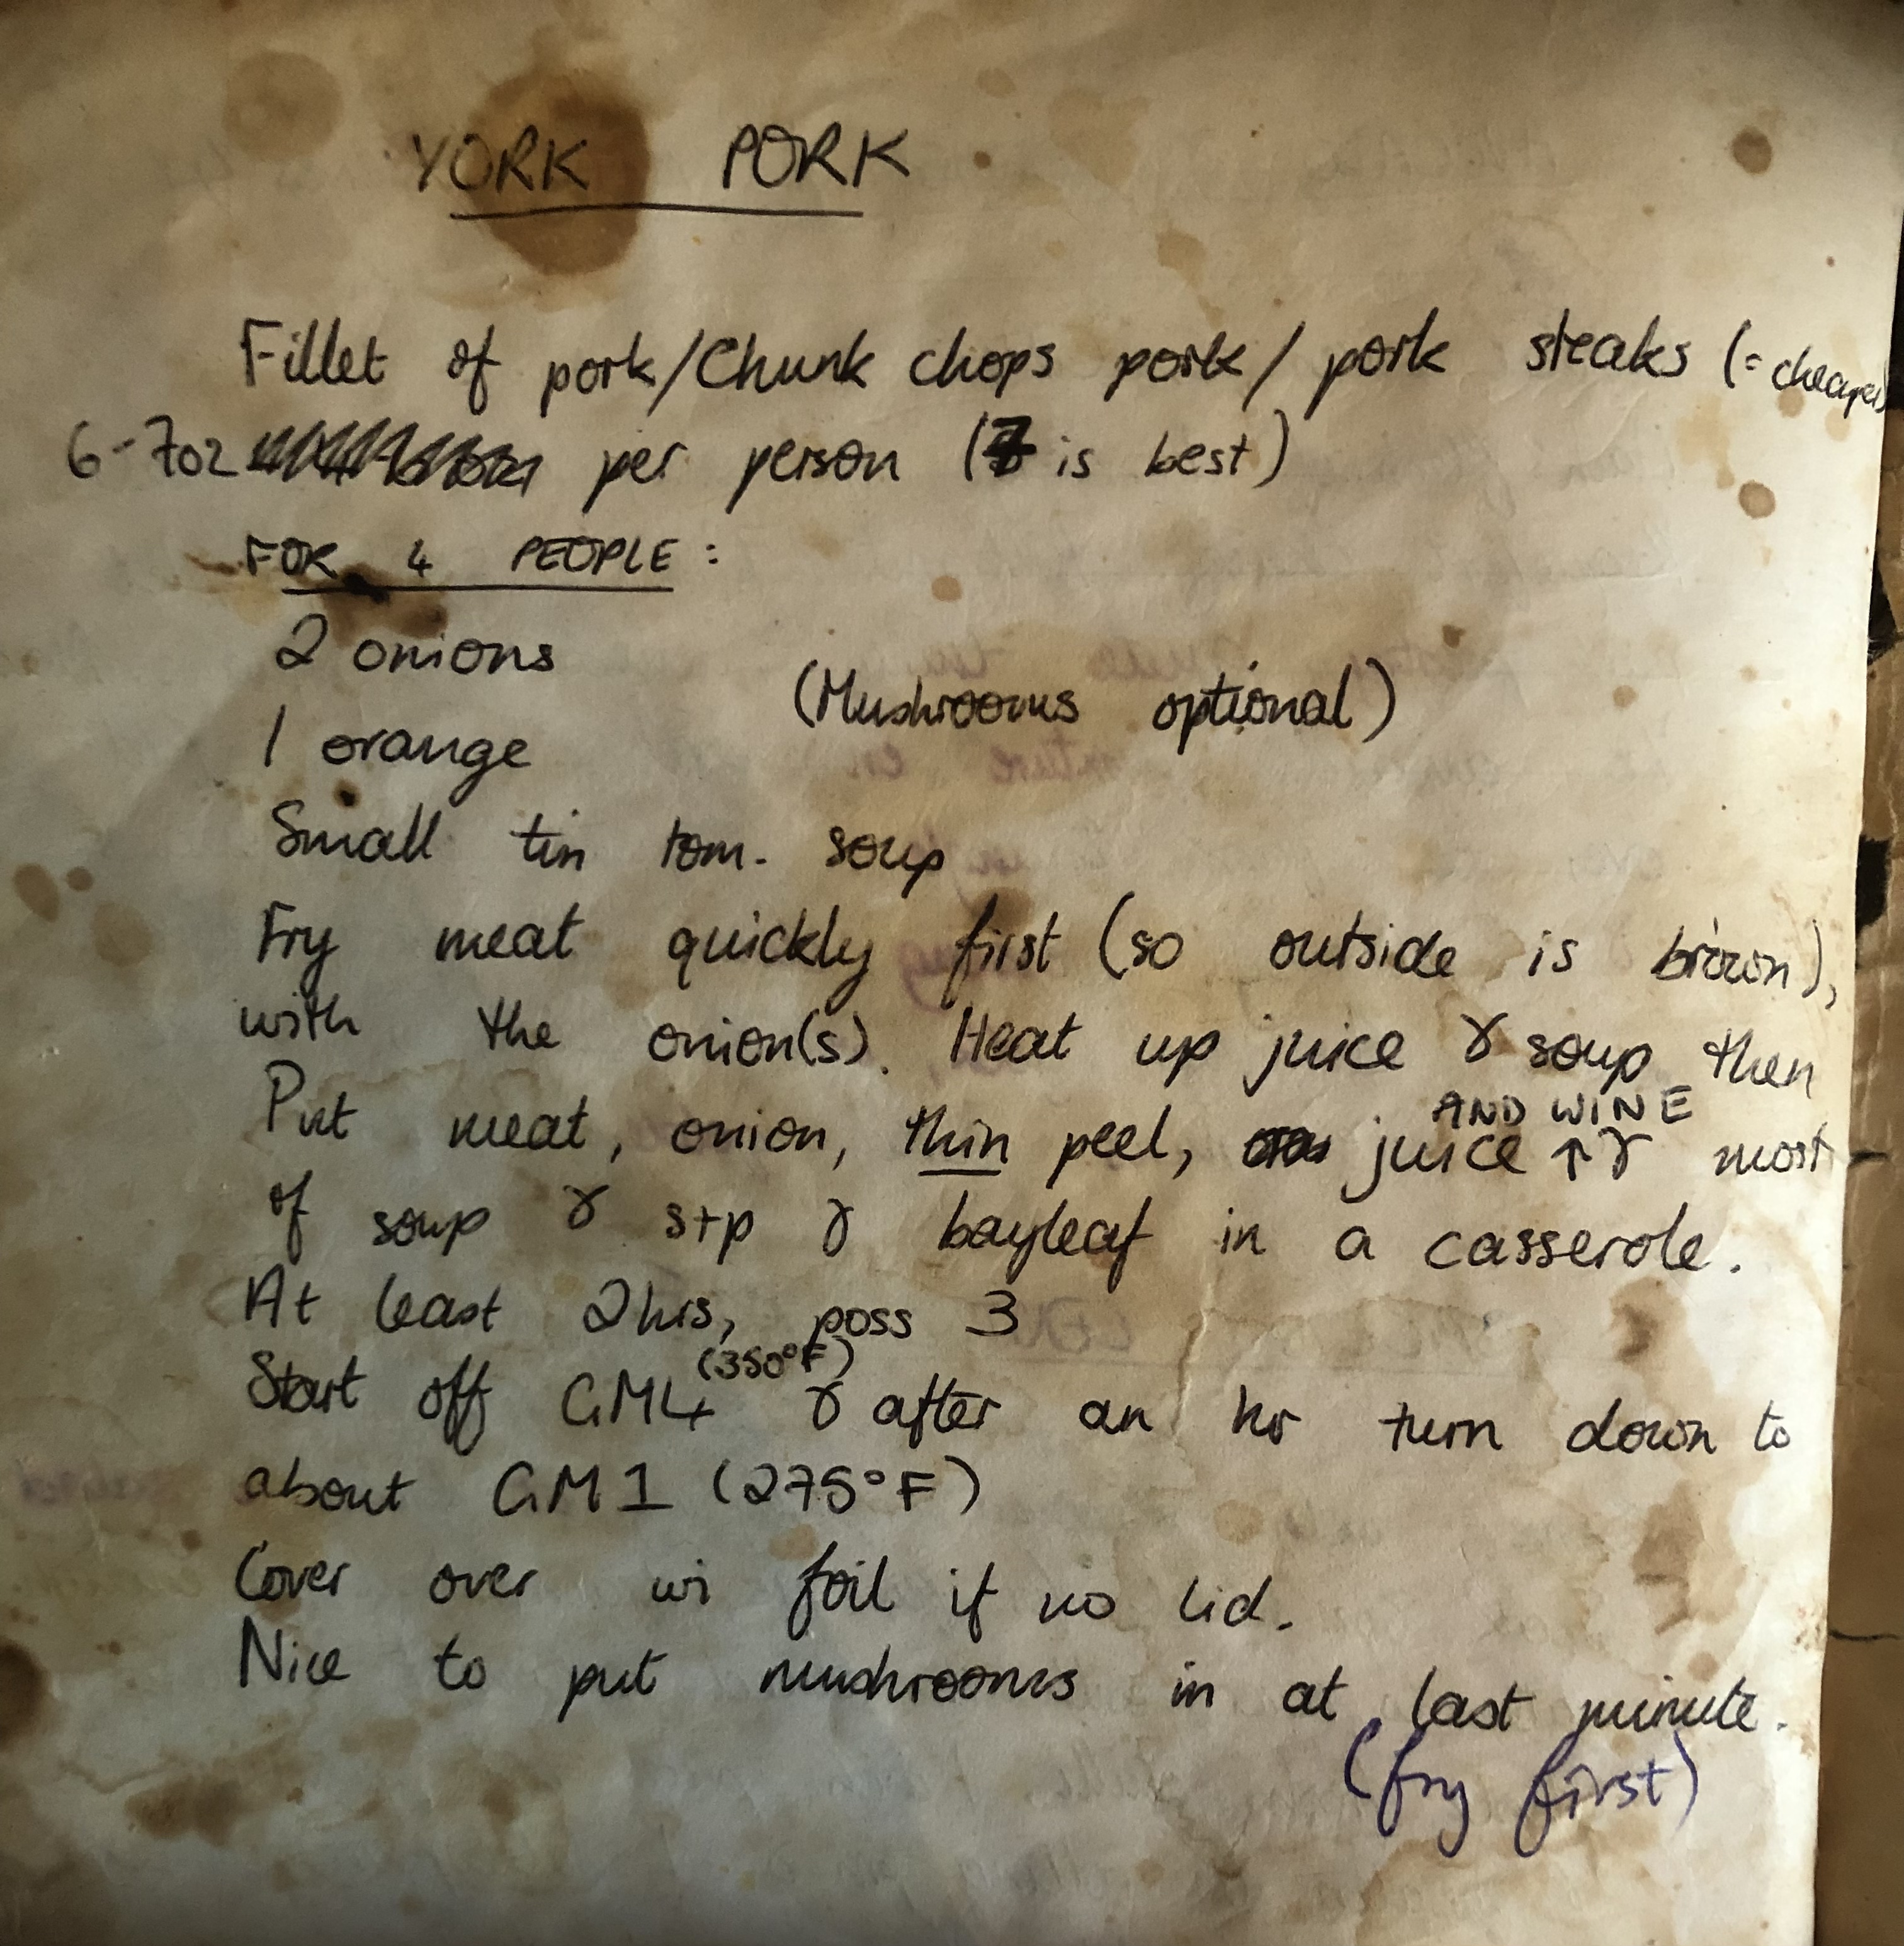 YORK PORK
Fillet of pork/Chunk chops pork/ pork steaks (= cheaper)
6-7oz per person (7 is best)
FOR 4 PEOPLE :
2 onions
(Mushrooms optional)
1 orange
Small tin tom. soup
Fry meat quickly first (so outside is brown),
with the onion(s). Heat up juice & soup then
AND WINE
Put meat, onion, thin peel, juice ↑ & most
of soup & s+p & bayleaf in a casserole.
At least 2hrs, poss 3
(350°F)
Start off GM4 & after an hr turn down to
about GM1 (275°F)
Cover over wi foil if no lid.
Nice to put mushrooms in at last minute.
(fry first)